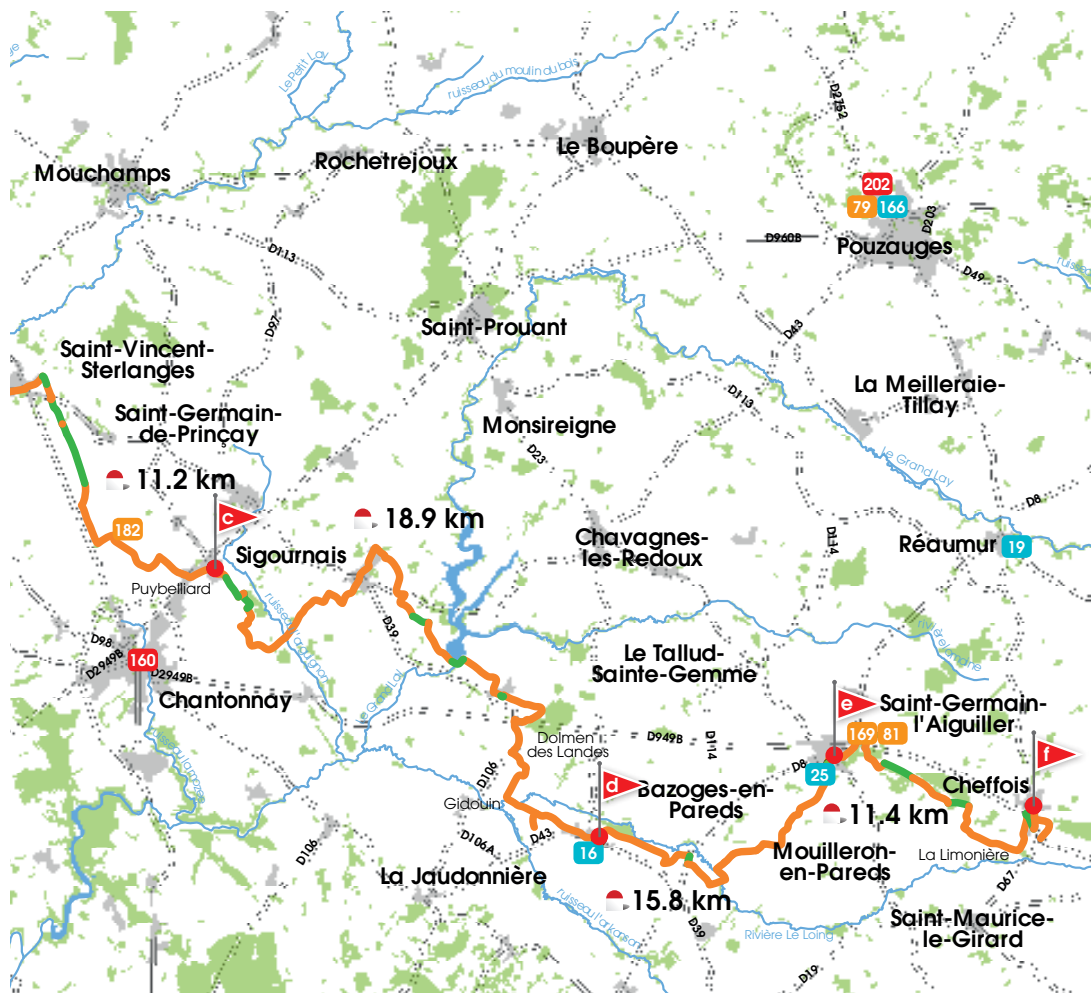 Le Petit Lay
ruisseau du moulin du bois
D2752
Mouchamps
Rochetrejoux
Le Boupère
202
79
166
D203
Pouzauges
D960B
D49
D113
D97
Saint-Prouant
D43
Saint-Vincent-
Sterlanges
La Meilleraie-
Tillay
D113
Saint-Germain-
de-Prinçay
Monsireigne
D23
Le Grand Lay
11.2 km
D8
c
18.9 km
182
Sigournais
Chavagnes-
les-Redoux
D114
Réaumur
19
Puybelliard
D39
D98
D2949B
160
D2949B
Chantonnay
Le Grand Lay
Le Tallud-
Sainte-Gemme
e
Saint-Germain-
l'Aiguiller
169
81
Dolmen
des Landes
D949B
D114
D8
25
f
D106
d
Bazoges-en-
Pareds
Cheffois
Gidouin
11.4 km
D43
16
D106
D106A
Mouilleron-
en-Pareds
La Limonière
La Jaudonnière
D67
15.8 km
D39
Rivière Le Loing
Saint-Maurice-
le-Girard
D19